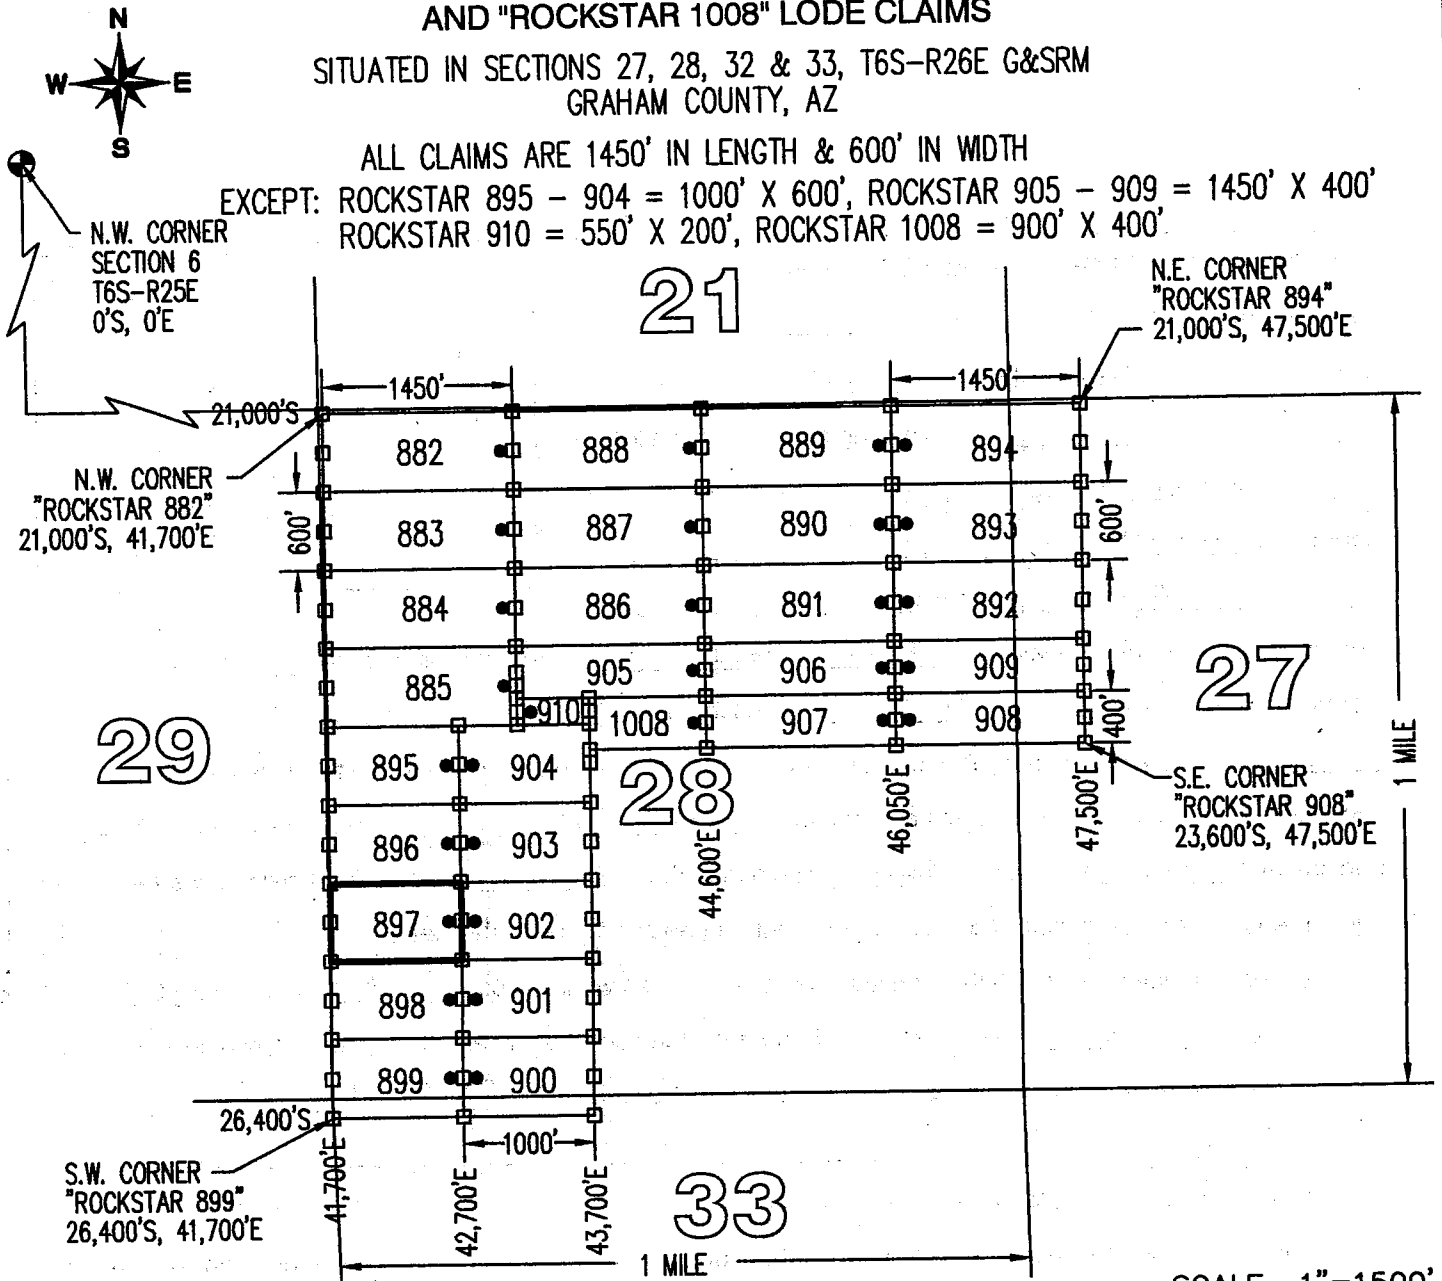 AND "ROCKSTAR 1008" LODE CLAIMS
N
W E
S
SITUATED IN SECTIONS 27, 28, 32 & 33, T6S-R26E G&SRM
GRAHAM COUNTY, AZ
ALL CLAIMS ARE 1450' IN LENGTH & 600' IN WIDTH
EXCEPT: ROCKSTAR 895 - 904 = 1000' X 600', ROCKSTAR 905 - 909 = 1450' X 400'
ROCKSTAR 910 = 550' X 200', ROCKSTAR 1008 = 900' X 400'
N.W. CORNER
SECTION 6
T6S-R25E
0'S, 0'E
21
N.E. CORNER
"ROCKSTAR 894"
21,000'S, 47,500'E
1450'
1450'
21,000'S
882
888
889
894
N.W. CORNER
"ROCKSTAR 882"
21,000'S, 41,700'E
600'
883
887
890
893
600'
884
886
891
892
885
905
906
909
27
910
1008
907
908
400'
29
895
904
28
1 MILE
S.E. CORNER
"ROCKSTAR 908"
23,600'S, 47,500'E
44,600'E
46,050'E
47,500'E
896
903
897
902
898
901
899
900
26,400'S
1000'
S.W. CORNER
"ROCKSTAR 899"
26,400'S, 41,700'E
41,700'E
42,700'E
43,700'E
33
1 MILE
SCALE 1"=1500'